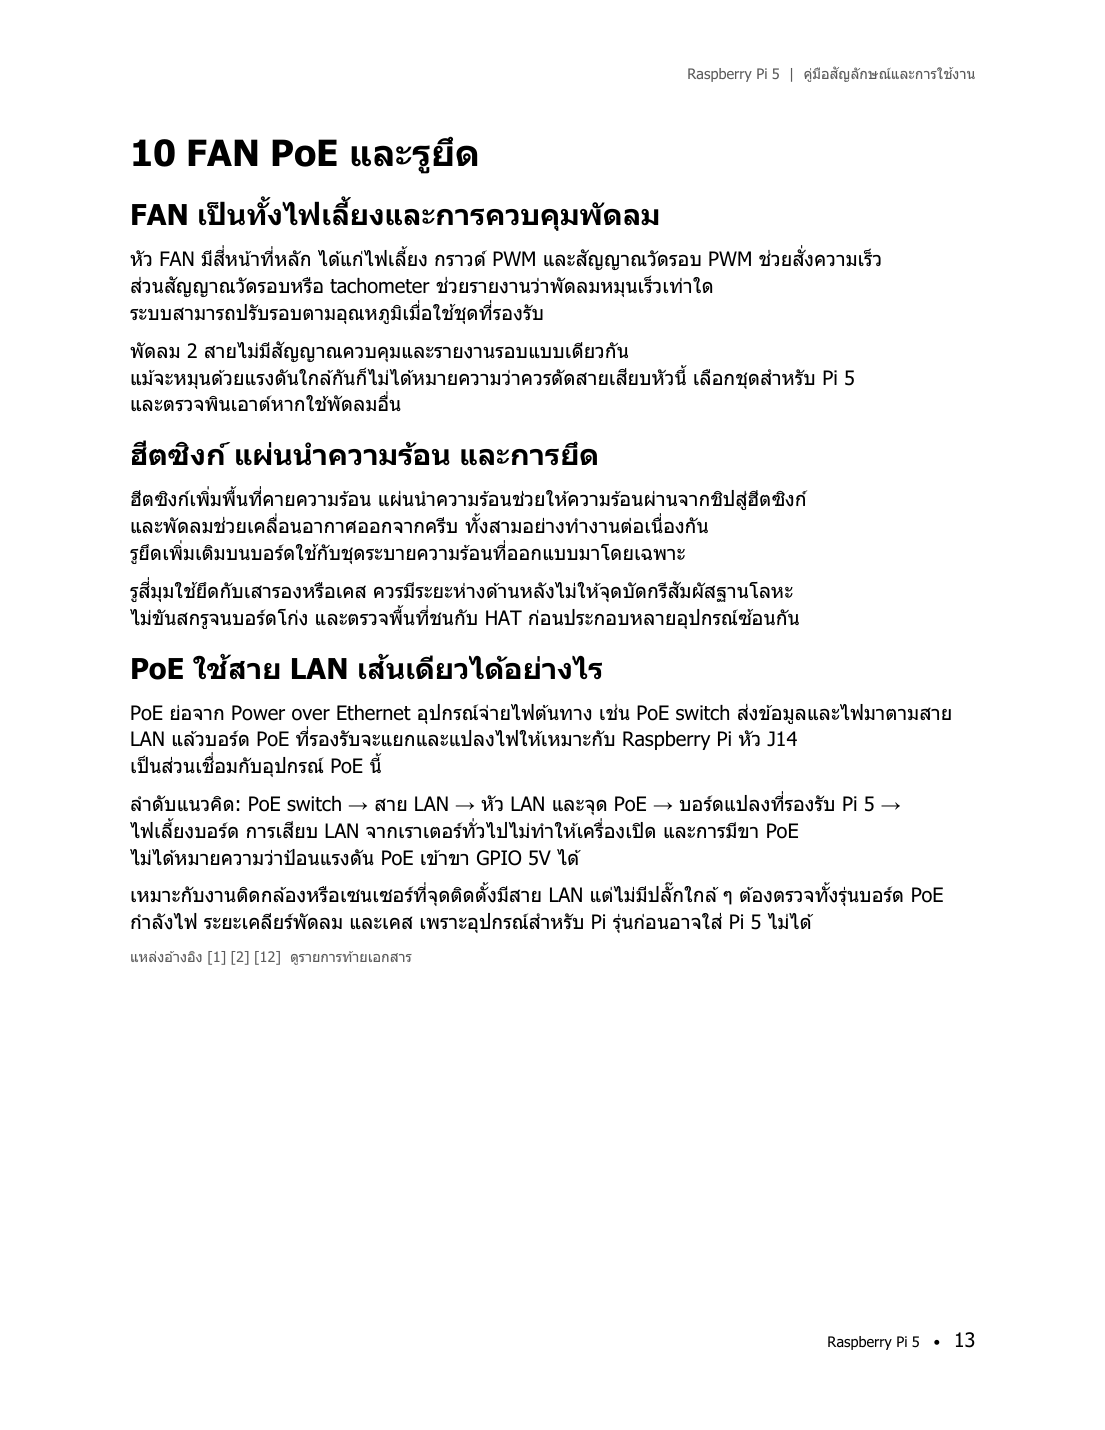 Raspberry Pi 5 | คู่มือสัญลักษณ์และการใช้งาน
10 FAN PoE และรูยึด
FAN เป็นทั้งไฟเลี้ยงและการควบคุมพัดลม
หัว FAN มีสี่หน้าที่หลัก ได้แก่ไฟเลี้ยง กราวด์ PWM และสัญญาณวัดรอบ PWM ช่วยสั่งความเร็ว
ส่วนสัญญาณวัดรอบหรือ tachometer ช่วยรายงานว่าพัดลมหมุนเร็วเท่าใด
ระบบสามารถปรับรอบตามอุณหภูมิเมื่อใช้ชุดที่รองรับ
พัดลม 2 สายไม่มีสัญญาณควบคุมและรายงานรอบแบบเดียวกัน
แม้จะหมุนด้วยแรงดันใกล้กันก็ไม่ได้หมายความว่าควรดัดสายเสียบหัวนี้ เลือกชุดสำหรับ Pi 5
และตรวจพินเอาต์หากใช้พัดลมอื่น
ฮีตซิงก์ แผ่นนำความร้อน และการยึด
ฮีตซิงก์เพิ่มพื้นที่คายความร้อน แผ่นนำความร้อนช่วยให้ความร้อนผ่านจากชิปสู่ฮีตซิงก์
และพัดลมช่วยเคลื่อนอากาศออกจากครีบ ทั้งสามอย่างทำงานต่อเนื่องกัน
รูยึดเพิ่มเติมบนบอร์ดใช้กับชุดระบายความร้อนที่ออกแบบมาโดยเฉพาะ
รูสี่มุมใช้ยึดกับเสารองหรือเคส ควรมีระยะห่างด้านหลังไม่ให้จุดบัดกรีสัมผัสฐานโลหะ
ไม่ขันสกรูจนบอร์ดโก่ง และตรวจพื้นที่ชนกับ HAT ก่อนประกอบหลายอุปกรณ์ซ้อนกัน
PoE ใช้สาย LAN เส้นเดียวได้อย่างไร
PoE ย่อจาก Power over Ethernet อุปกรณ์จ่ายไฟต้นทาง เช่น PoE switch ส่งข้อมูลและไฟมาตามสาย
LAN แล้วบอร์ด PoE ที่รองรับจะแยกและแปลงไฟให้เหมาะกับ Raspberry Pi หัว J14
เป็นส่วนเชื่อมกับอุปกรณ์ PoE นี้
ลำดับแนวคิด: PoE switch → สาย LAN → หัว LAN และจุด PoE → บอร์ดแปลงที่รองรับ Pi 5 →
ไฟเลี้ยงบอร์ด การเสียบ LAN จากเราเตอร์ทั่วไปไม่ทำให้เครื่องเปิด และการมีขา PoE
ไม่ได้หมายความว่าป้อนแรงดัน PoE เข้าขา GPIO 5V ได้
เหมาะกับงานติดกล้องหรือเซนเซอร์ที่จุดติดตั้งมีสาย LAN แต่ไม่มีปลั๊กใกล้ ๆ ต้องตรวจทั้งรุ่นบอร์ด PoE
กำลังไฟ ระยะเคลียร์พัดลม และเคส เพราะอุปกรณ์สำหรับ Pi รุ่นก่อนอาจใส่ Pi 5 ไม่ได้
แหล่งอ้างอิง [1] [2] [12] ดูรายการท้ายเอกสาร
Raspberry Pi 5 • 13